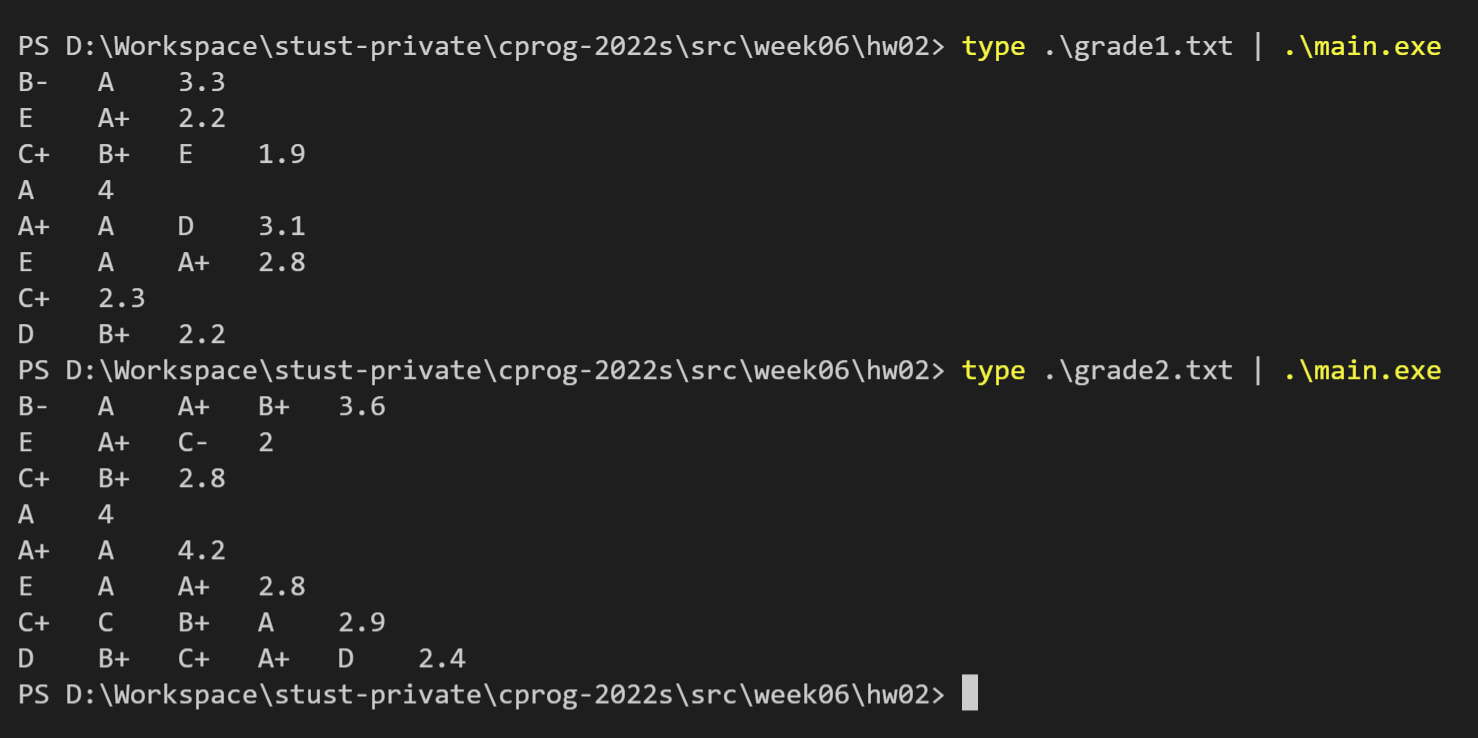 PS D:\Workspace\stust-private\cprog-2022s\src\week06\hw02> type .\grade1.txt | .\main.exe
B-   A    3.3
E    A+   2.2
C+   B+   E    1.9
A    4
A+   A    D    3.1
E    A    A+   2.8
C+   2.3
D    B+   2.2
PS D:\Workspace\stust-private\cprog-2022s\src\week06\hw02> type .\grade2.txt | .\main.exe
B-   A    A+   B+   3.6
E    A+   C-   2
C+   B+   2.8
A    4
A+   A    4.2
E    A    A+   2.8
C+   C    B+   A    2.9
D    B+   C+   A+   D    2.4
PS D:\Workspace\stust-private\cprog-2022s\src\week06\hw02>